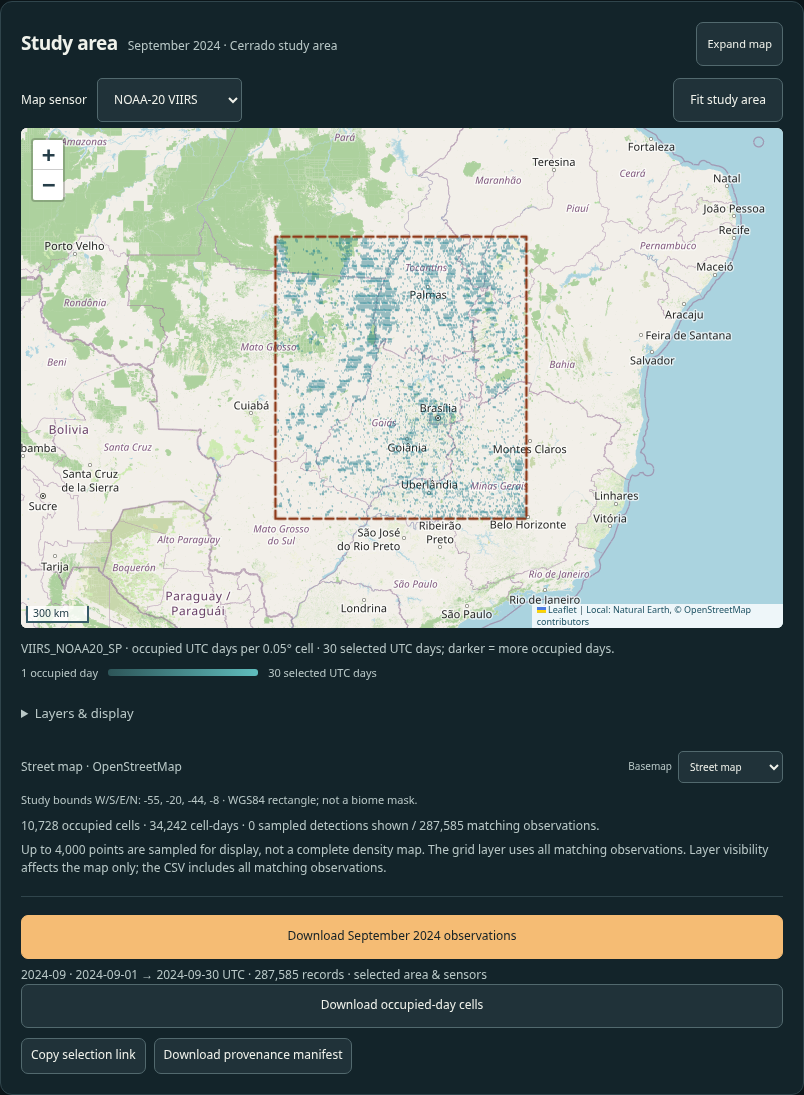 Study area September 2024 · Cerrado study area
Expand map
Map sensor NOAA-20 VIIRS
Fit study area
+
−
Amazonas
Pará
Fortaleza
Teresina
Ceará
Maranhão
Natal
Piauí
João Pessoa
Recife
Porto Velho
Pernambuco
Tocantins
Maceió
Palmas
Rondônia
Aracaju
Feira de Santana
Mato Grosso
Salvador
Beni
Bahia
Cuiabá
Brasília
Goiás
Bolivia
Santa Cruz
bamba
Goiânia
Montes Claros
Santa Cruz
de la Sierra
Uberlândia
Minas Gerais
Linhares
Sucre
Vitória
Mato Grosso
do Sul
São José
do Rio Preto
Ribeirão
Preto
Belo Horizonte
Alto Paraguay
Tarija
Boquerón
Rio de Janeiro
São Paulo
Paraguay /
Paraguái
Rio de Janeiro
Londrina
São Paulo
300 km
Leaflet | Local: Natural Earth, © OpenStreetMap
contributors
VIIRS_NOAA20_SP · occupied UTC days per 0.05° cell · 30 selected UTC days; darker = more occupied days.
1 occupied day 30 selected UTC days
▶ Layers & display
Street map · OpenStreetMap
Basemap Street map
Study bounds W/S/E/N: -55, -20, -44, -8 · WGS84 rectangle; not a biome mask.
10,728 occupied cells · 34,242 cell-days · 0 sampled detections shown / 287,585 matching observations.
Up to 4,000 points are sampled for display, not a complete density map. The grid layer uses all matching observations. Layer visibility
affects the map only; the CSV includes all matching observations.
Download September 2024 observations
2024-09 · 2024-09-01 → 2024-09-30 UTC · 287,585 records · selected area & sensors
Download occupied-day cells
Copy selection link
Download provenance manifest